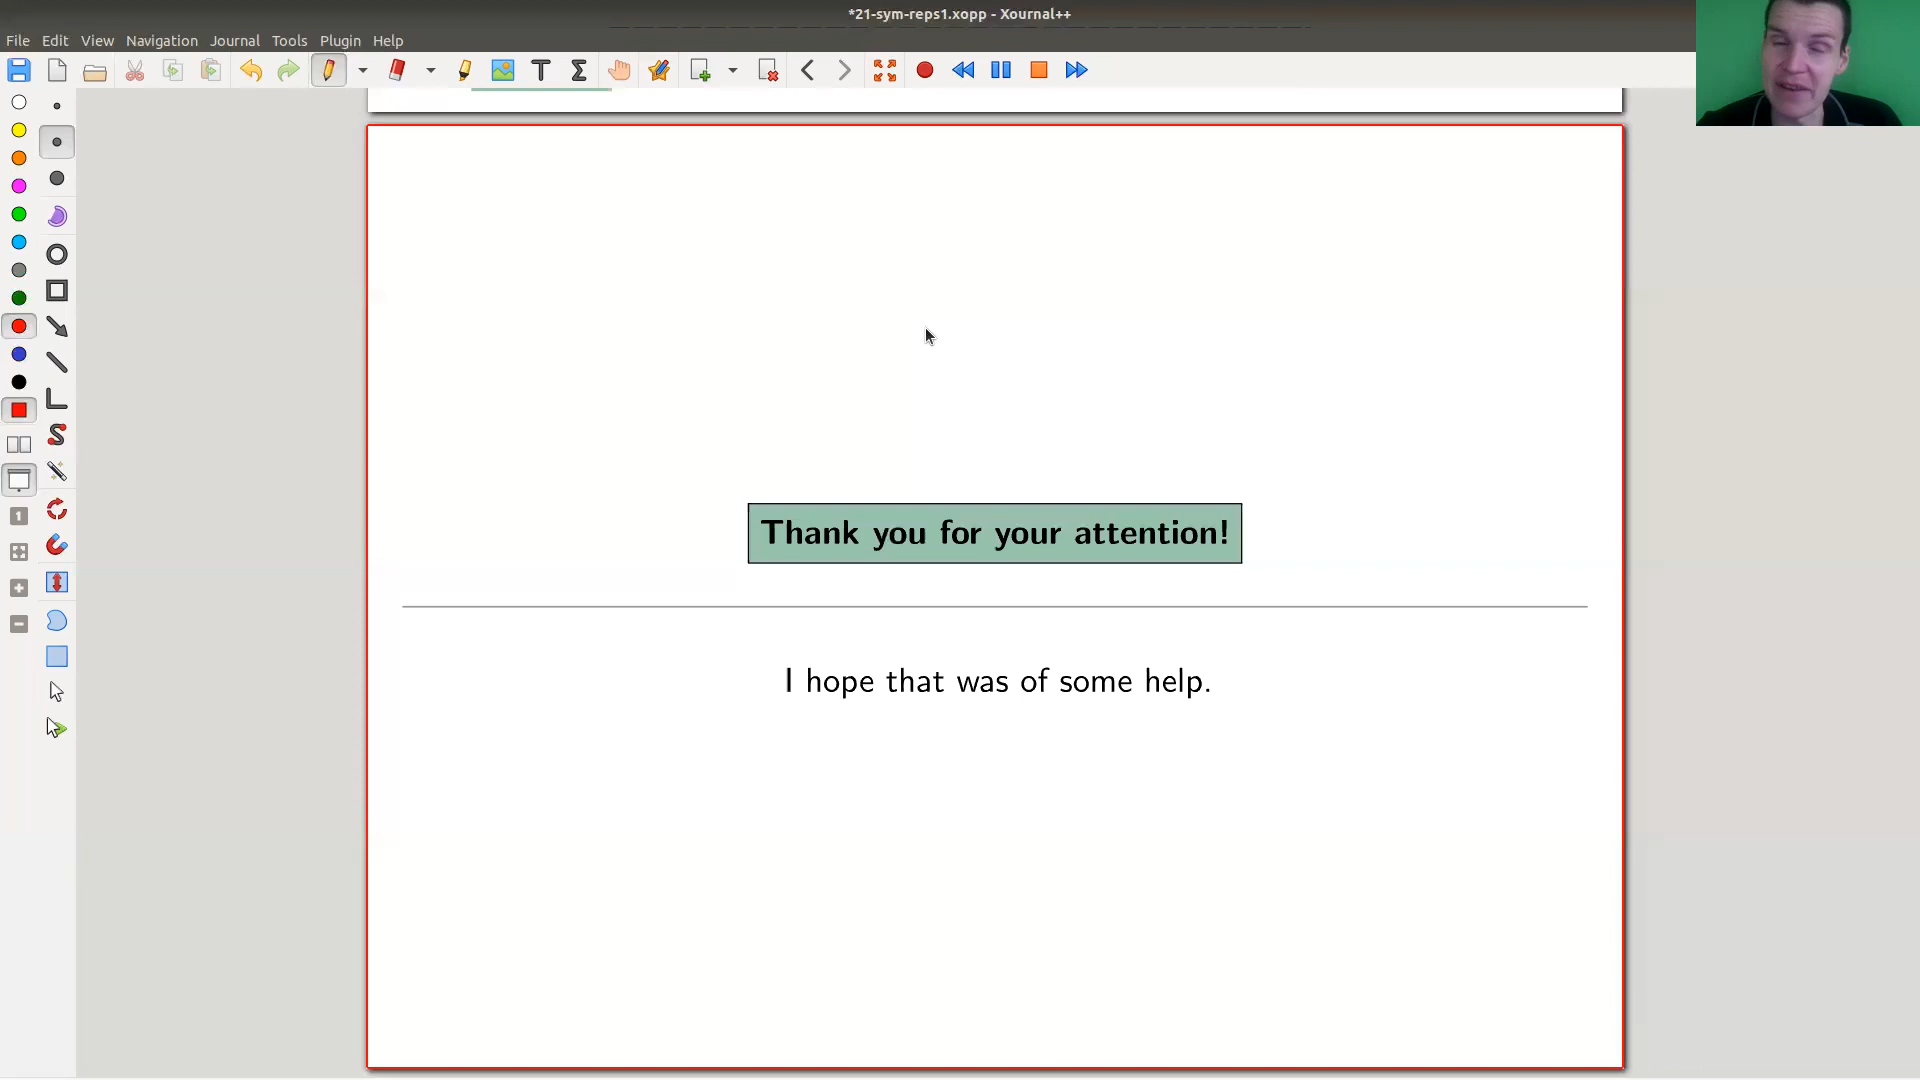 *21-sym-reps1.xopp - Xournal++
File Edit View Navigation Journal Tools Plugin Help
Thank you for your attention!
I hope that was of some help.